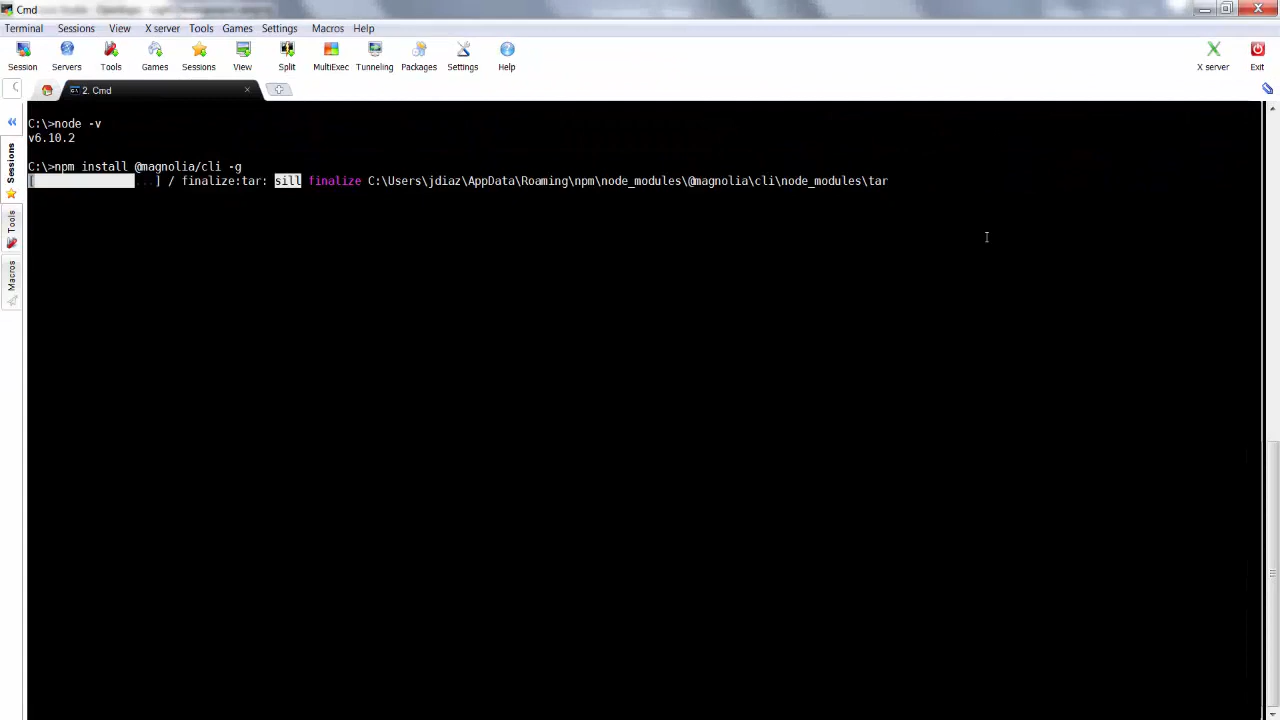 Cmd
Terminal Sessions View X server Tools Games Settings Macros Help
Session Servers Tools Games Sessions View Split MultiExec Tunneling Packages Settings Help X server Exit
2. Cmd
Sessions
Tools
Macros
C:\>node -v
v6.10.2
C:\>npm install @magnolia/cli -g
[ ...] / finalize:tar: sill finalize C:\Users\jdiaz\AppData\Roaming\npm\node_modules\@magnolia\cli\node_modules\tar